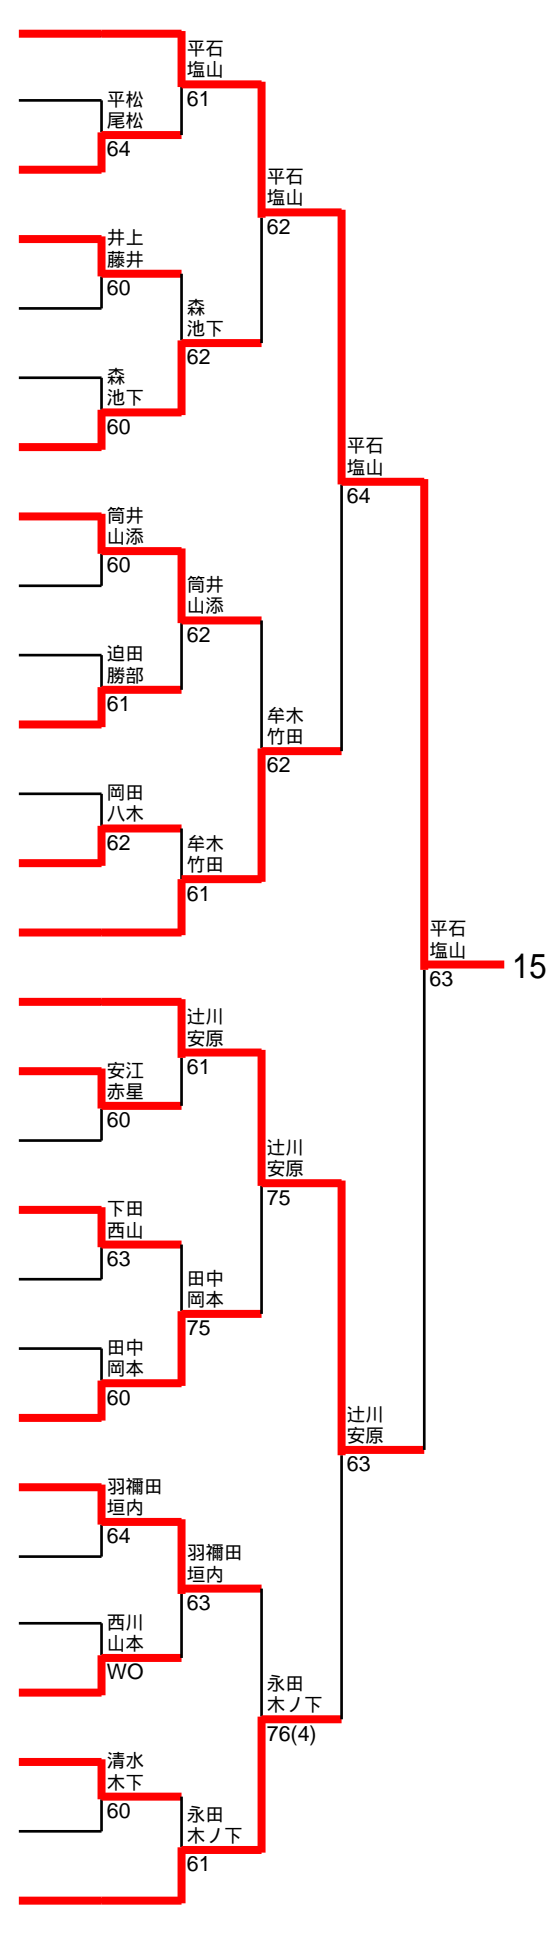 平石
塩山
61
平松
尾松
64
平石
塩山
62
井上
藤井
60
森
池下
62
森
池下
60
平石
塩山
64
筒井
山添
60
筒井
山添
62
迫田
勝部
61
牟木
竹田
62
岡田
八木
62
牟木
竹田
61
平石
塩山
63
15
辻川
安原
61
安江
赤星
60
辻川
安原
75
下田
西山
63
田中
岡本
75
田中
岡本
60
辻川
安原
63
羽禰田
垣内
64
羽禰田
垣内
63
西川
山本
WO
永田
木ノ下
76(4)
清水
木下
60
永田
木ノ下
61